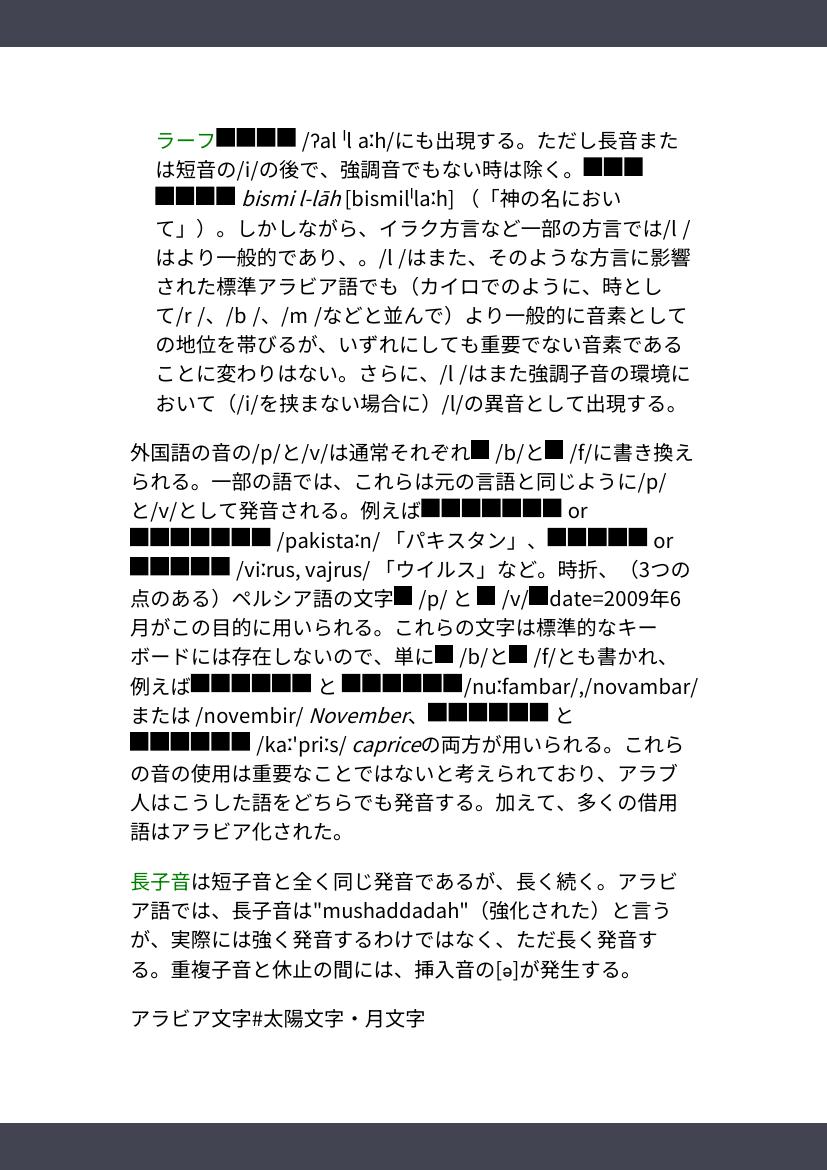 ラーフ■■■■ /ʔalˈlaːh/にも出現する。ただし長音また
は短音の/i/の後で、強調音でもない時は除く。■■■
■■■■ bismi l-lāh [bismilˈlaːh] （「神の名におい
て」）。しかしながら、イラク方言など一部の方言では/l /
はより一般的であり、。/l /はまた、そのような方言に影響
された標準アラビア語でも（カイロでのように、時とし
て/r /、/b /、/m /などと並んで）より一般的に音素として
の地位を帯びるが、いずれにしても重要でない音素である
ことに変わりはない。さらに、/l /はまた強調子音の環境に
おいて（/i/を挟まない場合に）/l/の異音として出現する。
外国語の音の/p/と/v/は通常それぞれ■ /b/と■ /f/に書き換え
られる。一部の語では、これらは元の言語と同じように/p/
と/v/として発音される。例えば■■■■■■■ or
■■■■■■■ /pakistaːn/ 「パキスタン」、■■■■■ or
■■■■■ /viːrus, vajrus/ 「ウイルス」など。時折、（3つの
点のある）ペルシア語の文字■ /p/ と ■ /v/■date=2009年6
月がこの目的に用いられる。これらの文字は標準的なキー
ボードには存在しないので、単に■ /b/と■ /f/とも書かれ、
例えば■■■■■■ と ■■■■■■/nuːfambar/,/novambar/
または /novembir/ November、■■■■■■ と
■■■■■■ /kaː'priːs/ capriceの両方が用いられる。これら
の音の使用は重要なことではないと考えられており、アラブ
人はこうした語をどちらでも発音する。加えて、多くの借用
語はアラビア化された。
長子音は短子音と全く同じ発音であるが、長く続く。アラビ
ア語では、長子音は"mushaddadah"（強化された）と言う
が、実際には強く発音するわけではなく、ただ長く発音す
る。重複子音と休止の間には、挿入音の[ə]が発生する。
アラビア文字#太陽文字・月文字